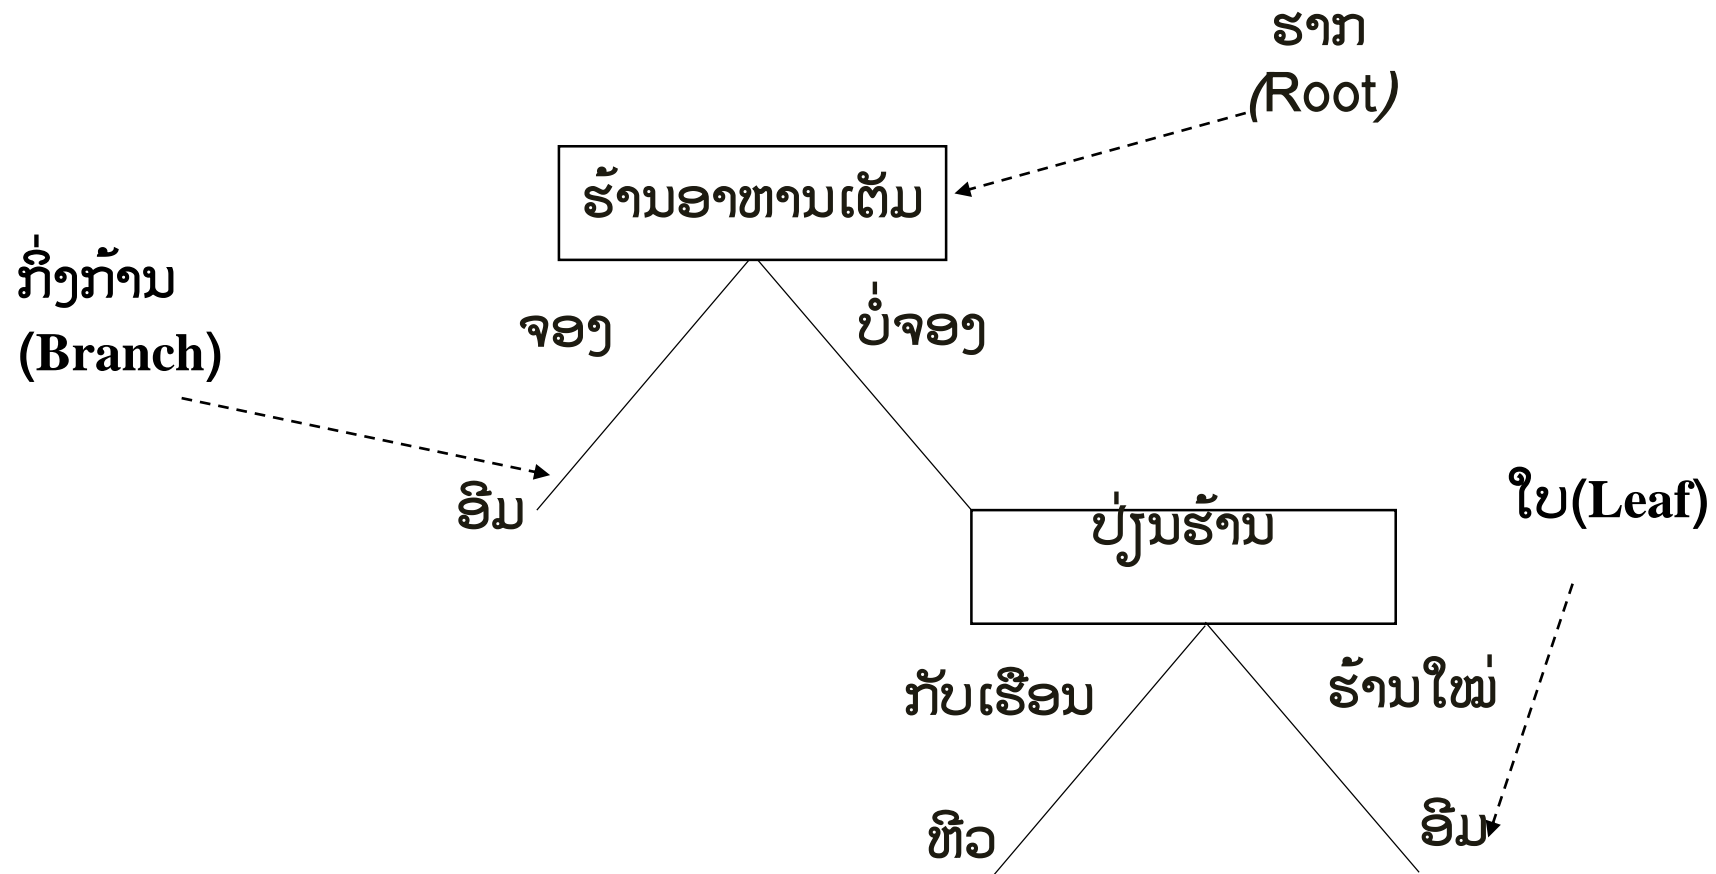 ຮາກ
(Root)
ຮ້ານອາຫານເຕັມ
ກິ່ງກ້ານ
(Branch)
ຈອງ
ບໍ່ຈອງ
ອີມ
ໃບ(Leaf)
ປ່ຽນຮ້ານ
ກັບເຮືອນ
ຮ້ານໃໝ່
ຫີວ
ອີມ